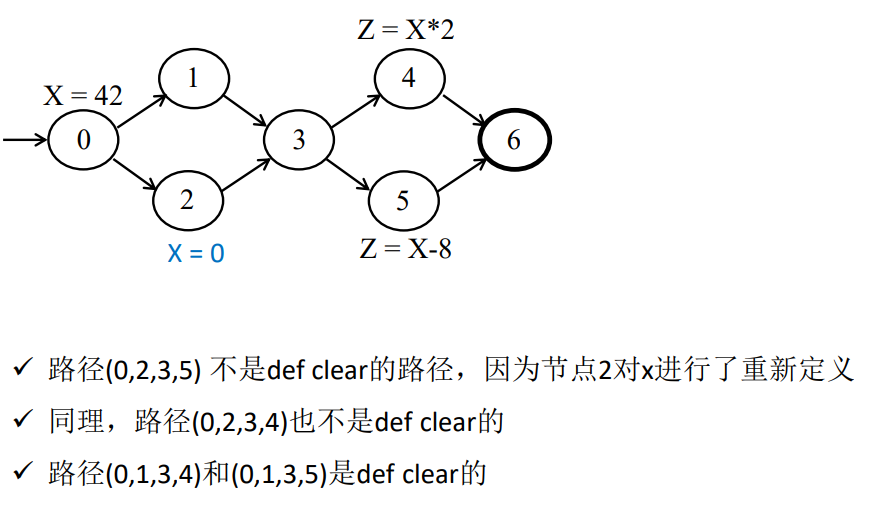 Z = X*2
X = 42
1
4
0
3
6
2
5
X = 0
Z = X-8
✓ 路径(0,2,3,5) 不是def clear的路径，因为节点2对x进行了重新定义
✓ 同理，路径(0,2,3,4)也不是def clear的
✓ 路径(0,1,3,4)和(0,1,3,5)是def clear的